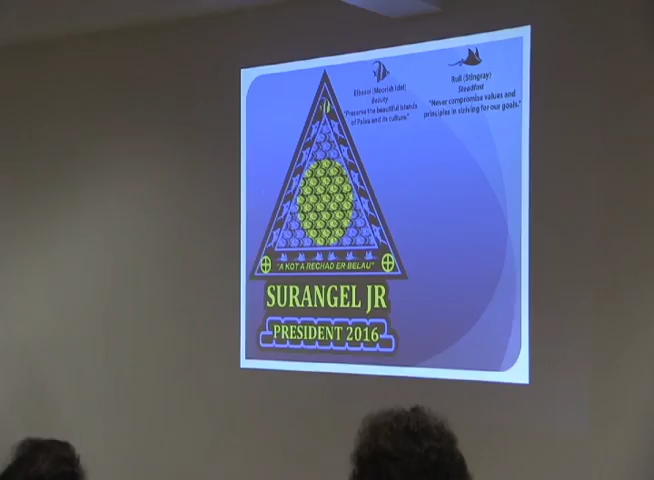 Elbeool (Moorish Idol)
Beauty
"Preserve the beautiful islands
of Palau and its culture."
Rull (Stingray)
Steadfast
"Never compromise values and
principles in striving for our goals."
"A KOT A RECHAD ER BELAU"
SURANGEL JR
PRESIDENT 2016